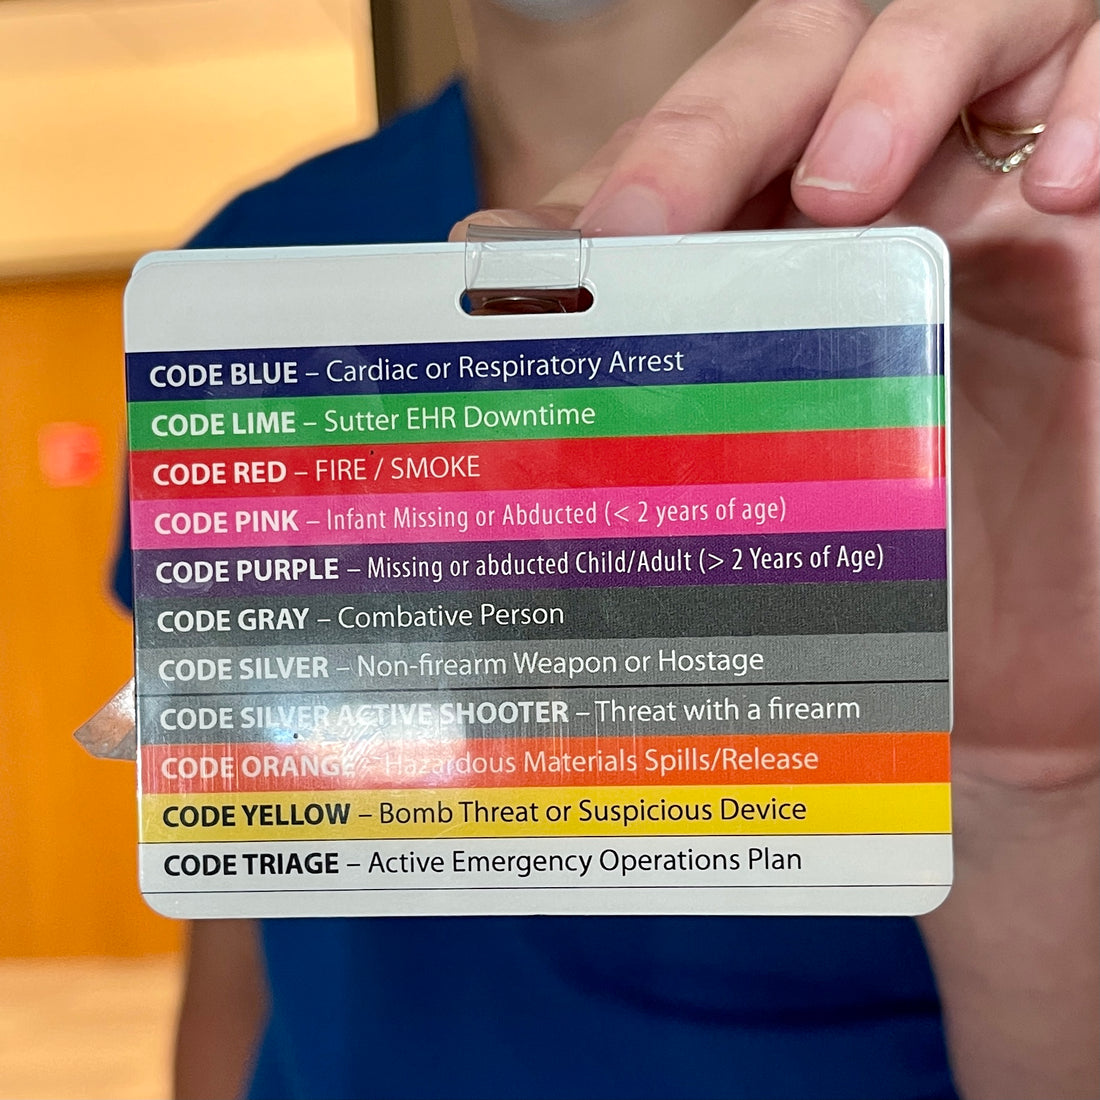 CODE BLUE – Cardiac or Respiratory Arrest
CODE LIME – Sutter EHR Downtime
CODE RED – FIRE / SMOKE
CODE PINK – Infant Missing or Abducted (< 2 years of age)
CODE PURPLE – Missing or abducted Child/Adult (> 2 Years of Age)
CODE GRAY – Combative Person
CODE SILVER – Non-firearm Weapon or Hostage
CODE SILVER ACTIVE SHOOTER – Threat with a firearm
CODE ORANGE – Hazardous Materials Spills/Release
CODE YELLOW – Bomb Threat or Suspicious Device
CODE TRIAGE – Active Emergency Operations Plan